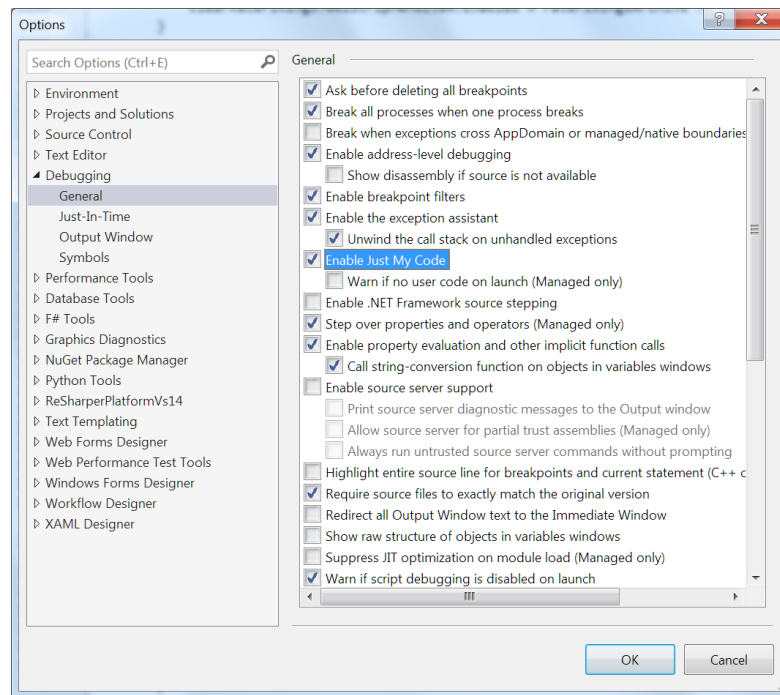 Options
Search Options (Ctrl+E)
Environment
Projects and Solutions
Source Control
Text Editor
Debugging
General
Just-In-Time
Output Window
Symbols
Performance Tools
Database Tools
F# Tools
Graphics Diagnostics
NuGet Package Manager
Python Tools
ReSharperPlatformVs14
Text Templating
Web Forms Designer
Web Performance Test Tools
Windows Forms Designer
Workflow Designer
XAML Designer
General
Ask before deleting all breakpoints
Break all processes when one process breaks
Break when exceptions cross AppDomain or managed/native boundaries
Enable address-level debugging
Show disassembly if source is not available
Enable breakpoint filters
Enable the exception assistant
Unwind the call stack on unhandled exceptions
Enable Just My Code
Warn if no user code on launch (Managed only)
Enable .NET Framework source stepping
Step over properties and operators (Managed only)
Enable property evaluation and other implicit function calls
Call string-conversion function on objects in variables windows
Enable source server support
Print source server diagnostic messages to the Output window
Allow source server for partial trust assemblies (Managed only)
Always run untrusted source server commands without prompting
Highlight entire source line for breakpoints and current statement (C++ 
Require source files to exactly match the original version
Redirect all Output Window text to the Immediate Window
Show raw structure of objects in variables windows
Suppress JIT optimization on module load (Managed only)
Warn if script debugging is disabled on launch
OK
Cancel